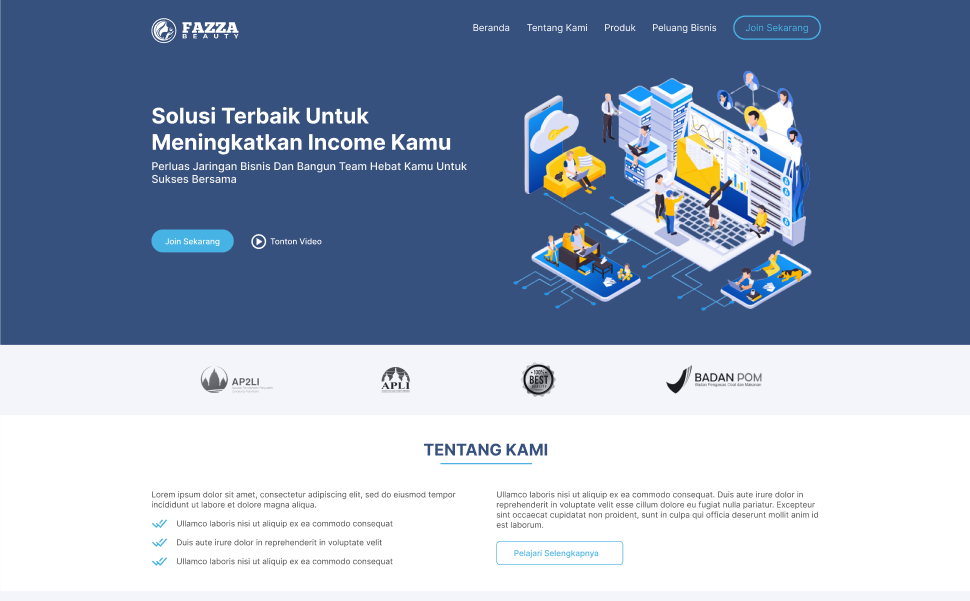 FAZZA
BEAUTY
Beranda
Tentang Kami
Produk
Peluang Bisnis
Join Sekarang
Solusi Terbaik Untuk
Meningkatkan Income Kamu
Perluas Jaringan Bisnis Dan Bangun Team Hebat Kamu Untuk
Sukses Bersama
Join Sekarang
Tonton Video
AP2LI
APLI
100%
BEST
BADAN POM
Badan Pengawas Obat dan Makanan
TENTANG KAMI
Lorem ipsum dolor sit amet, consectetur adipiscing elit, sed do eiusmod tempor
incididunt ut labore et dolore magna aliqua.
Ullamco laboris nisi ut aliquip ex ea commodo consequat
Duis aute irure dolor in reprehenderit in voluptate velit
Ullamco laboris nisi ut aliquip ex ea commodo consequat
Ullamco laboris nisi ut aliquip ex ea commodo consequat. Duis aute irure dolor in
reprehenderit in voluptate velit esse cillum dolore eu fugiat nulla pariatur. Excepteur
sint occaecat cupidatat non proident, sunt in culpa qui officia deserunt mollit anim id
est laborum.
Pelajari Selengkapnya